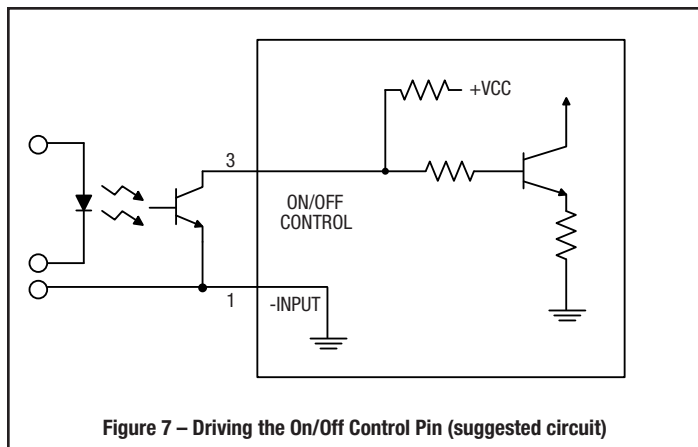 +VCC
3
ON/OFF
CONTROL
1
-INPUT
Figure 7 – Driving the On/Off Control Pin (suggested circuit)